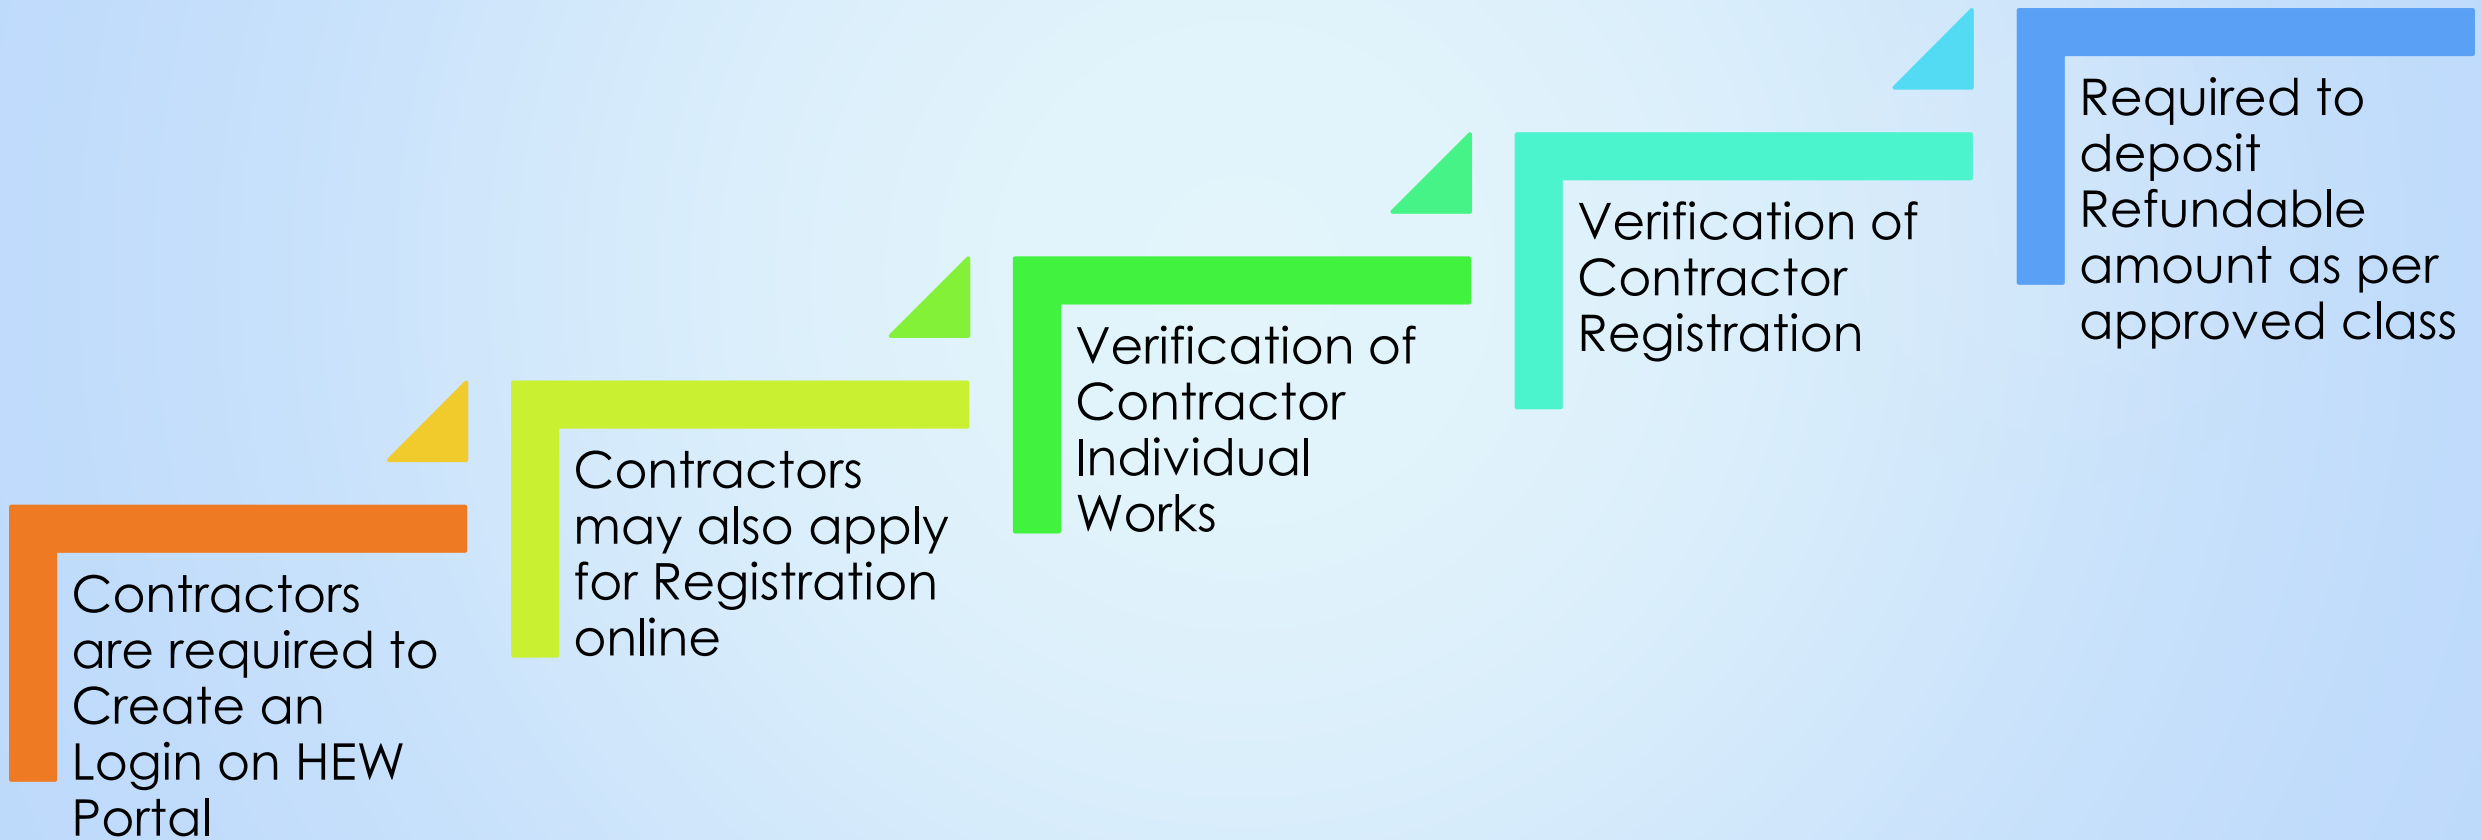 Contractors
are required to
Create an
Login on HEW
Portal
Contractors
may also apply
for Registration
online
Verification of
Contractor
Individual
Works
Verification of
Contractor
Registration
Required to
deposit
Refundable
amount as per
approved class